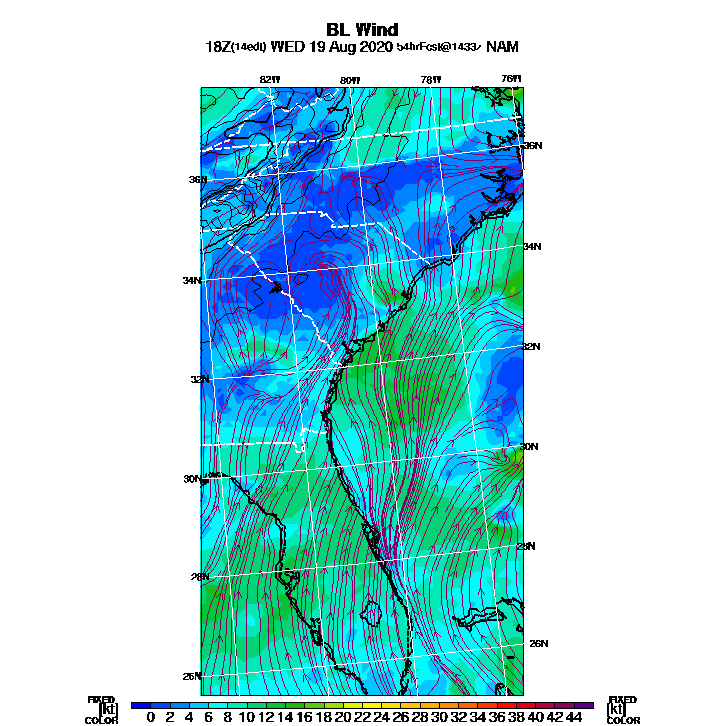 BL Wind
18Z(14edt) WED 19 Aug 2020 54hrFcst@1433z NAM
82W 80W 78W 76W
36N
36N
34N
34N
32N
32N
30N
30N
28N
28N
26N
26N
FIXED FIXED
[kt] 0 2 4 6 8 10 12 14 16 18 20 22 24 26 28 30 32 34 36 38 40 42 44 [kt]
COLOR COLOR